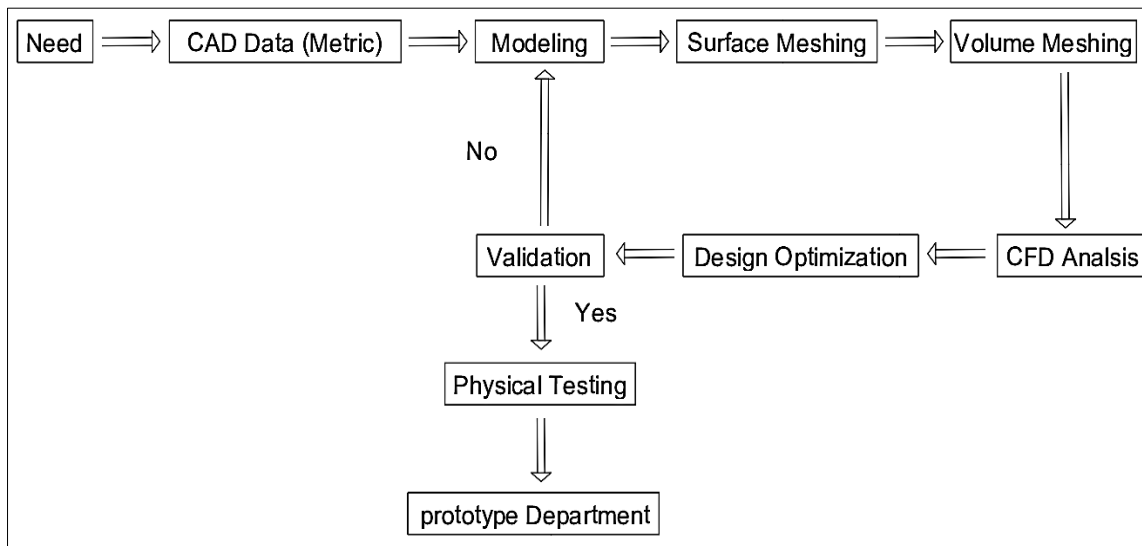 Need
CAD Data (Metric)
Modeling
Surface Meshing
Volume Meshing
No
Validation
Design Optimization
CFD Analsis
Yes
Physical Testing
prototype Department